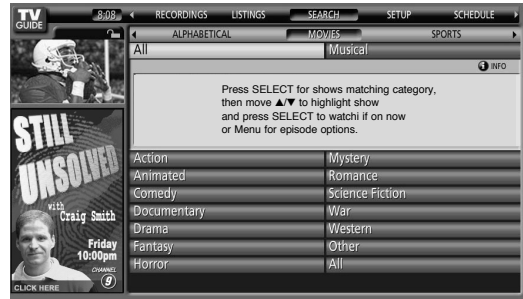 TV
GUIDE
8:08
RECORDINGS LISTINGS SEARCH SETUP SCHEDULE
ALPHABETICAL MOVIES SPORTS
All Musical
i INFO
Press SELECT for shows matching category,
then move ▲/▼ to highlight show
and press SELECT to watchi if on now
or Menu for episode options.
Action Mystery
Animated Romance
Comedy Science Fiction
Documentary War
Drama Western
Fantasy Other
Horror All
STILL
UNSOLVED
with
Craig Smith
Friday
10:00pm
CHANNEL
9
CLICK HERE